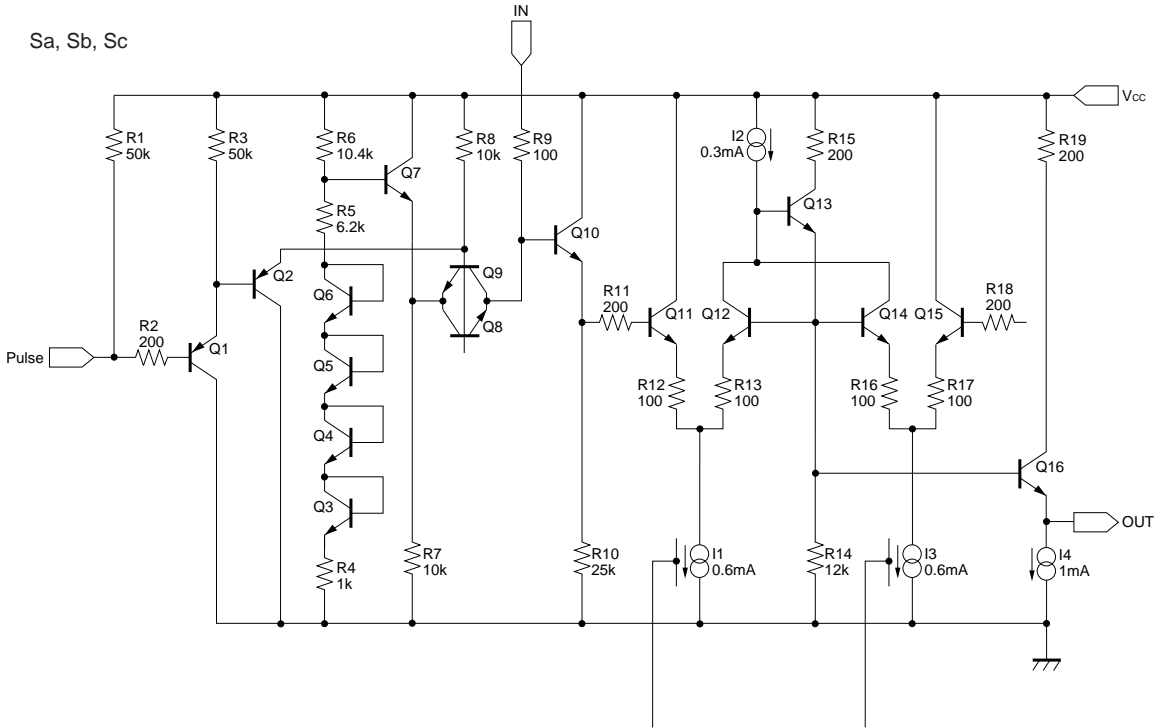 IN
Sa, Sb, Sc
Vcc
R1
50k
R3
50k
R6
10.4k
Q7
R8
10k
R9
100
I2
0.3mA
R15
200
R19
200
R5
6.2k
Q13
Q10
Q2
Q9
Q6
Q8
R11
200
Q11
Q12
Q14
Q15
R18
200
Pulse
R2
200
Q1
Q5
R12
100
R13
100
R16
100
R17
100
Q4
Q16
Q3
OUT
R4
1k
R7
10k
R10
25k
I1
0.6mA
R14
12k
I3
0.6mA
I4
1mA